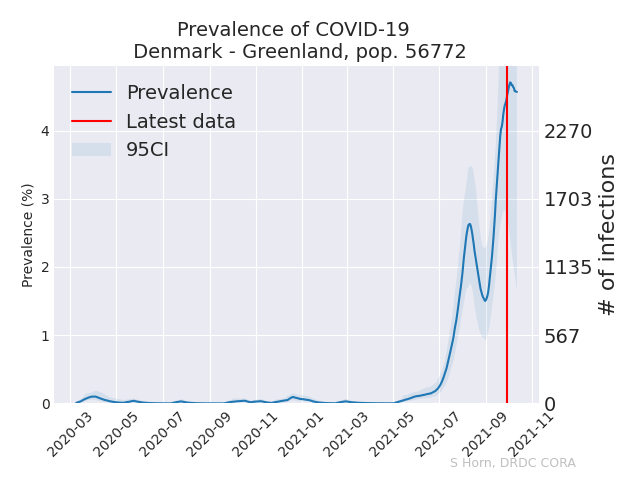 Prevalence of COVID-19
Denmark - Greenland, pop. 56772
Prevalence
Latest data
95CI
Prevalence (%)
4
3
2
1
0
2270
1703
1135
567
0
# of infections
2020-03
2020-05
2020-07
2020-09
2020-11
2021-01
2021-03
2021-05
2021-07
2021-09
2021-11
S Horn, DRDC CORA